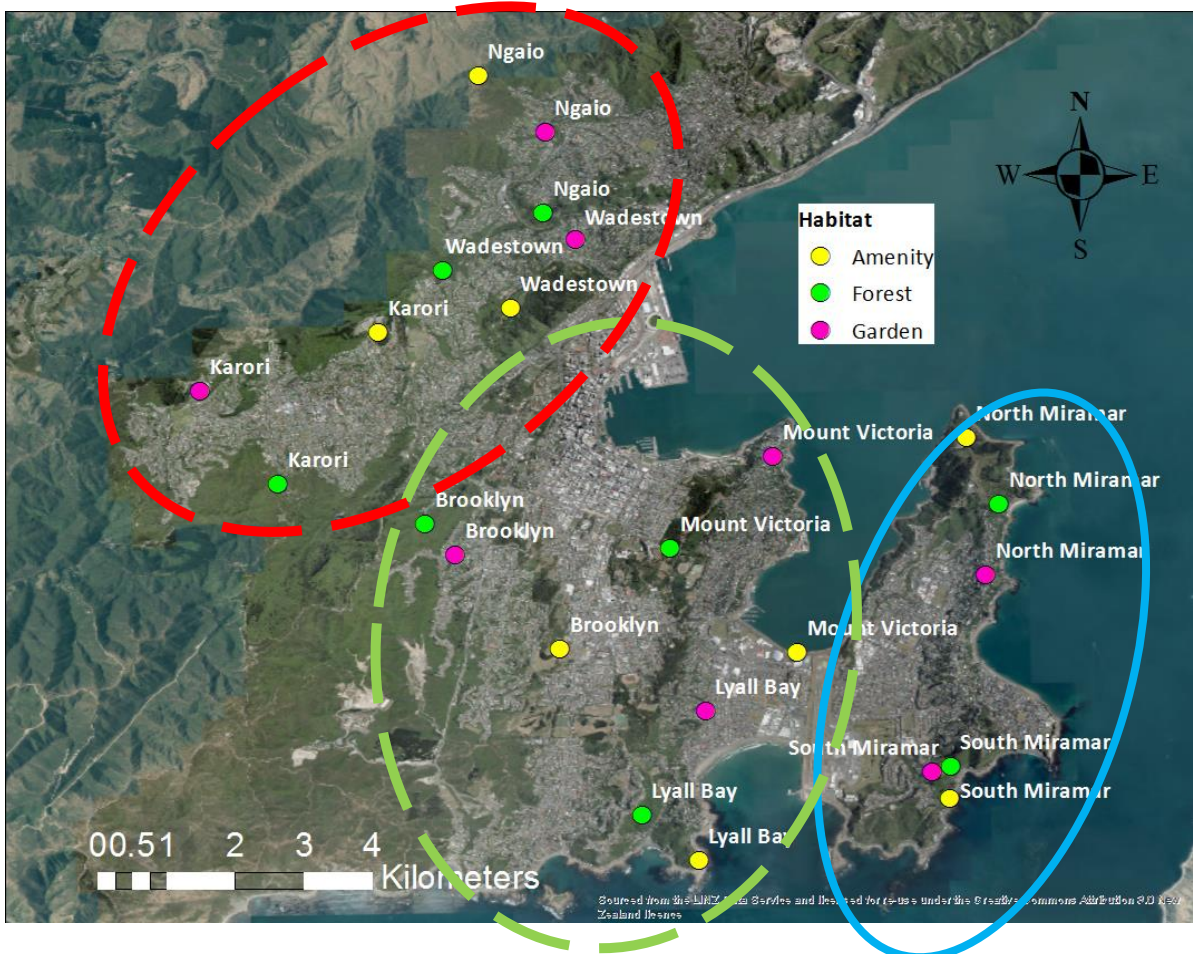 Ngaio
Ngaio
Ngaio
Wadestown
Wadestown
Wadestown
Karori
Karori
Karori
N
W
E
S
Habitat
Amenity
Forest
Garden
Mount Victoria
North Miramar
North Miramar
Brooklyn
Brooklyn
Mount Victoria
North Miramar
Brooklyn
Mount Victoria
Lyall Bay
South Miramar
South Miramar
South Miramar
Lyall Bay
Lyall Bay
00.51 2 3 4
Kilometers
Sourced from the LINZ Data Service and licensed for re-use under the Creative Commons Attribution 3.0 New
Zealand licence